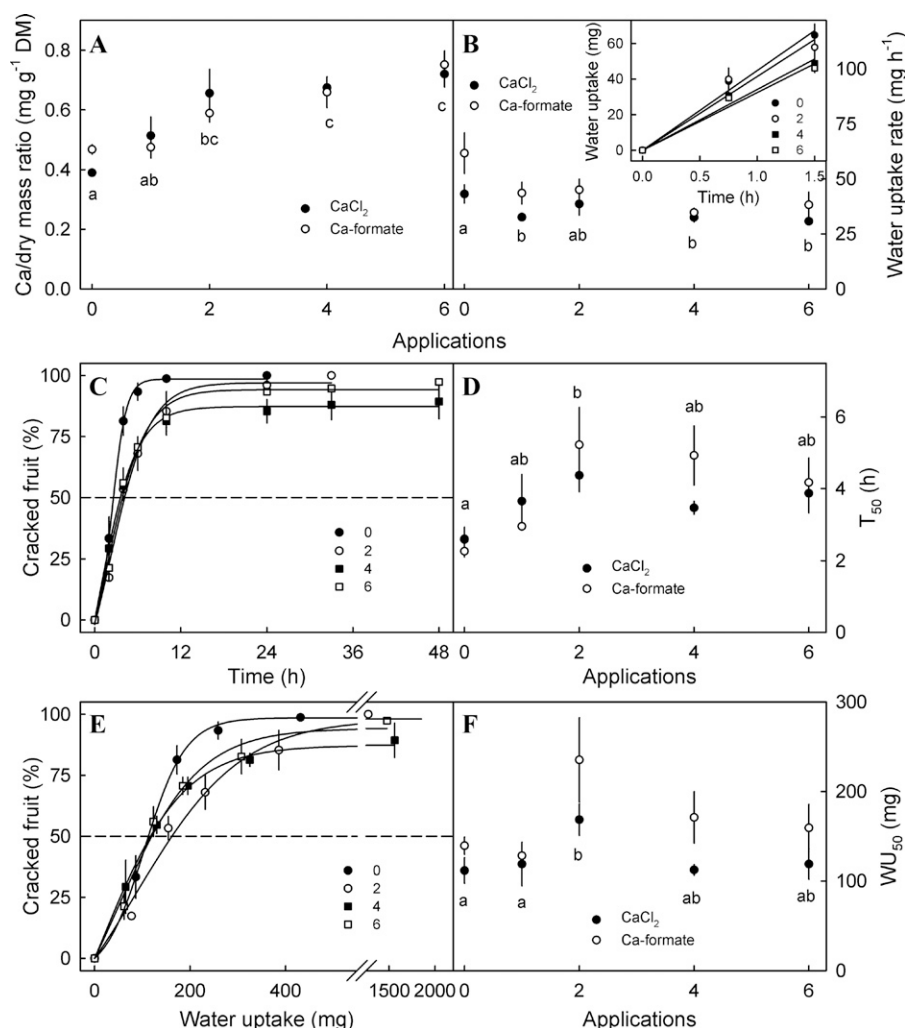 A
Ca/dry mass ratio (mg g⁻¹ DM)
0.8
0.6
0.4
0.2
0.0
a
ab
bc
c
c
CaCl₂
Ca-formate
0
2
4
6
B
CaCl₂
Ca-formate
Water uptake (mg)
60
40
20
0
0.0
0.5
1.0
1.5
Time (h)
0
2
4
6
100
75
50
25
0
Water uptake rate (mg h⁻¹)
a
b
ab
b
b
0
2
4
6
Applications
C
Cracked fruit (%)
100
75
50
25
0
0
2
4
6
0
12
24
36
48
Time (h)
D
a
ab
b
ab
ab
CaCl₂
Ca-formate
6
4
2
0
T₅₀ (h)
0
2
4
6
Applications
E
Cracked fruit (%)
100
75
50
25
0
0
2
4
6
0
200
400
1500
2000
Water uptake (mg)
F
a
a
b
ab
ab
CaCl₂
Ca-formate
300
200
100
0
WU₅₀ (mg)
0
2
4
6
Applications